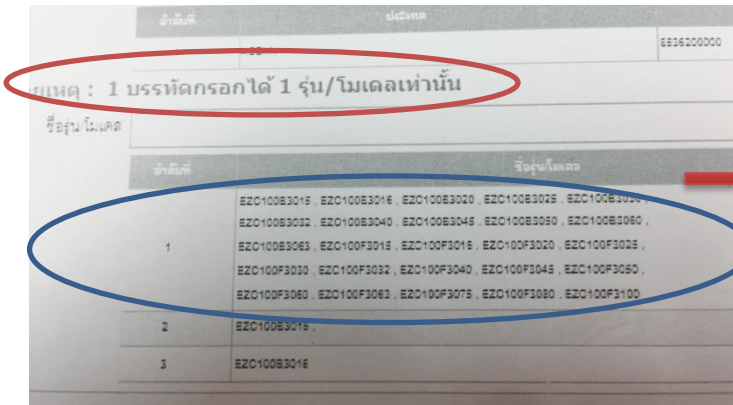 ลำดับที่ ประเทศ
8536200000
ยเหตุ : 1 บรรทัดกรอกได้ 1 รุ่น/โมเดลเท่านั้น
ชื่อรุ่น/โมเดล
ลำดับที่ ชื่อรุ่น/โมเดล
EZC100B3015 , EZC100B3016 , EZC100B3020 , EZC100B3025 , EZC100B3030 ,
EZC100B3032 , EZC100B3040 , EZC100B3045 , EZC100B3050 , EZC100B3060 ,
1 EZC100B3063 , EZC100F3015 , EZC100F3016 , EZC100F3020 , EZC100F3025 ,
EZC100F3030 , EZC100F3032 , EZC100F3040 , EZC100F3045 , EZC100F3050 ,
EZC100F3060 , EZC100F3063 , EZC100F3075 , EZC100F3080 , EZC100F3100
2 EZC100B3015 ,
3 EZC100B3016